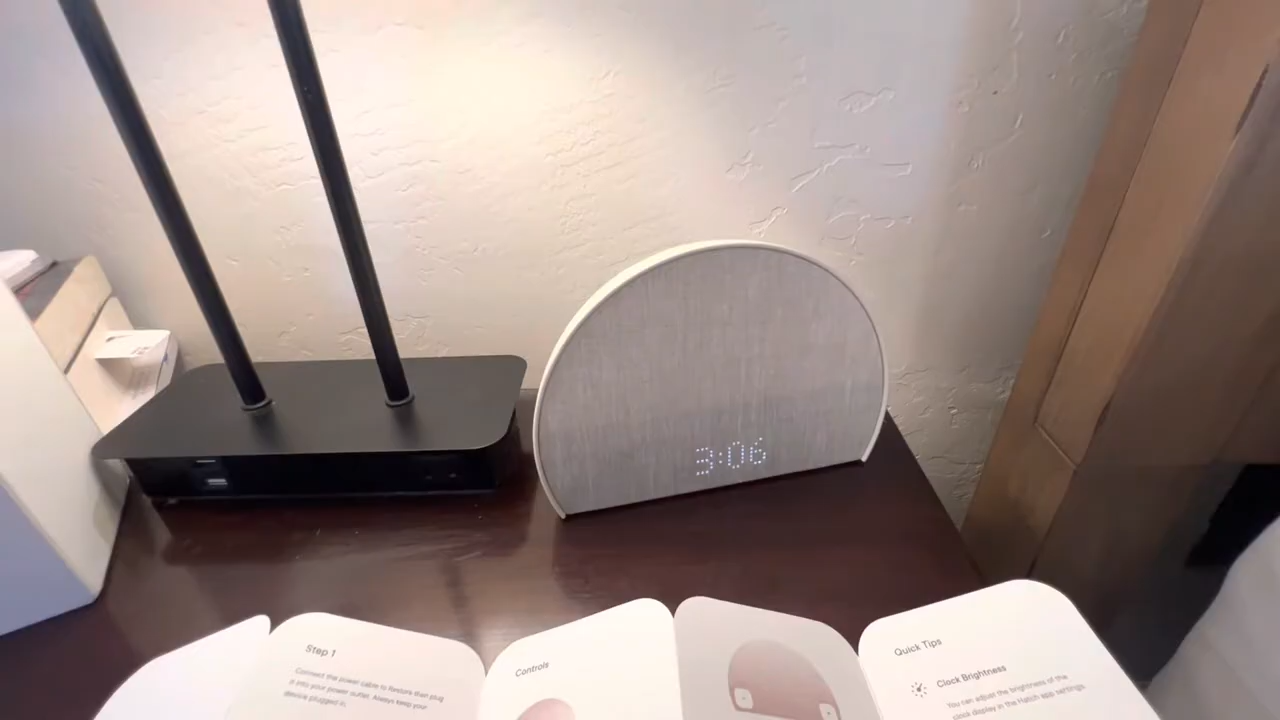 3:06
Step 1
Connect the power cable to Restore then plug
it into your power outlet. Always keep your
device plugged in.
Controls
Quick Tips
Clock Brightness
You can adjust the brightness of the
clock display in the Hatch app settings.